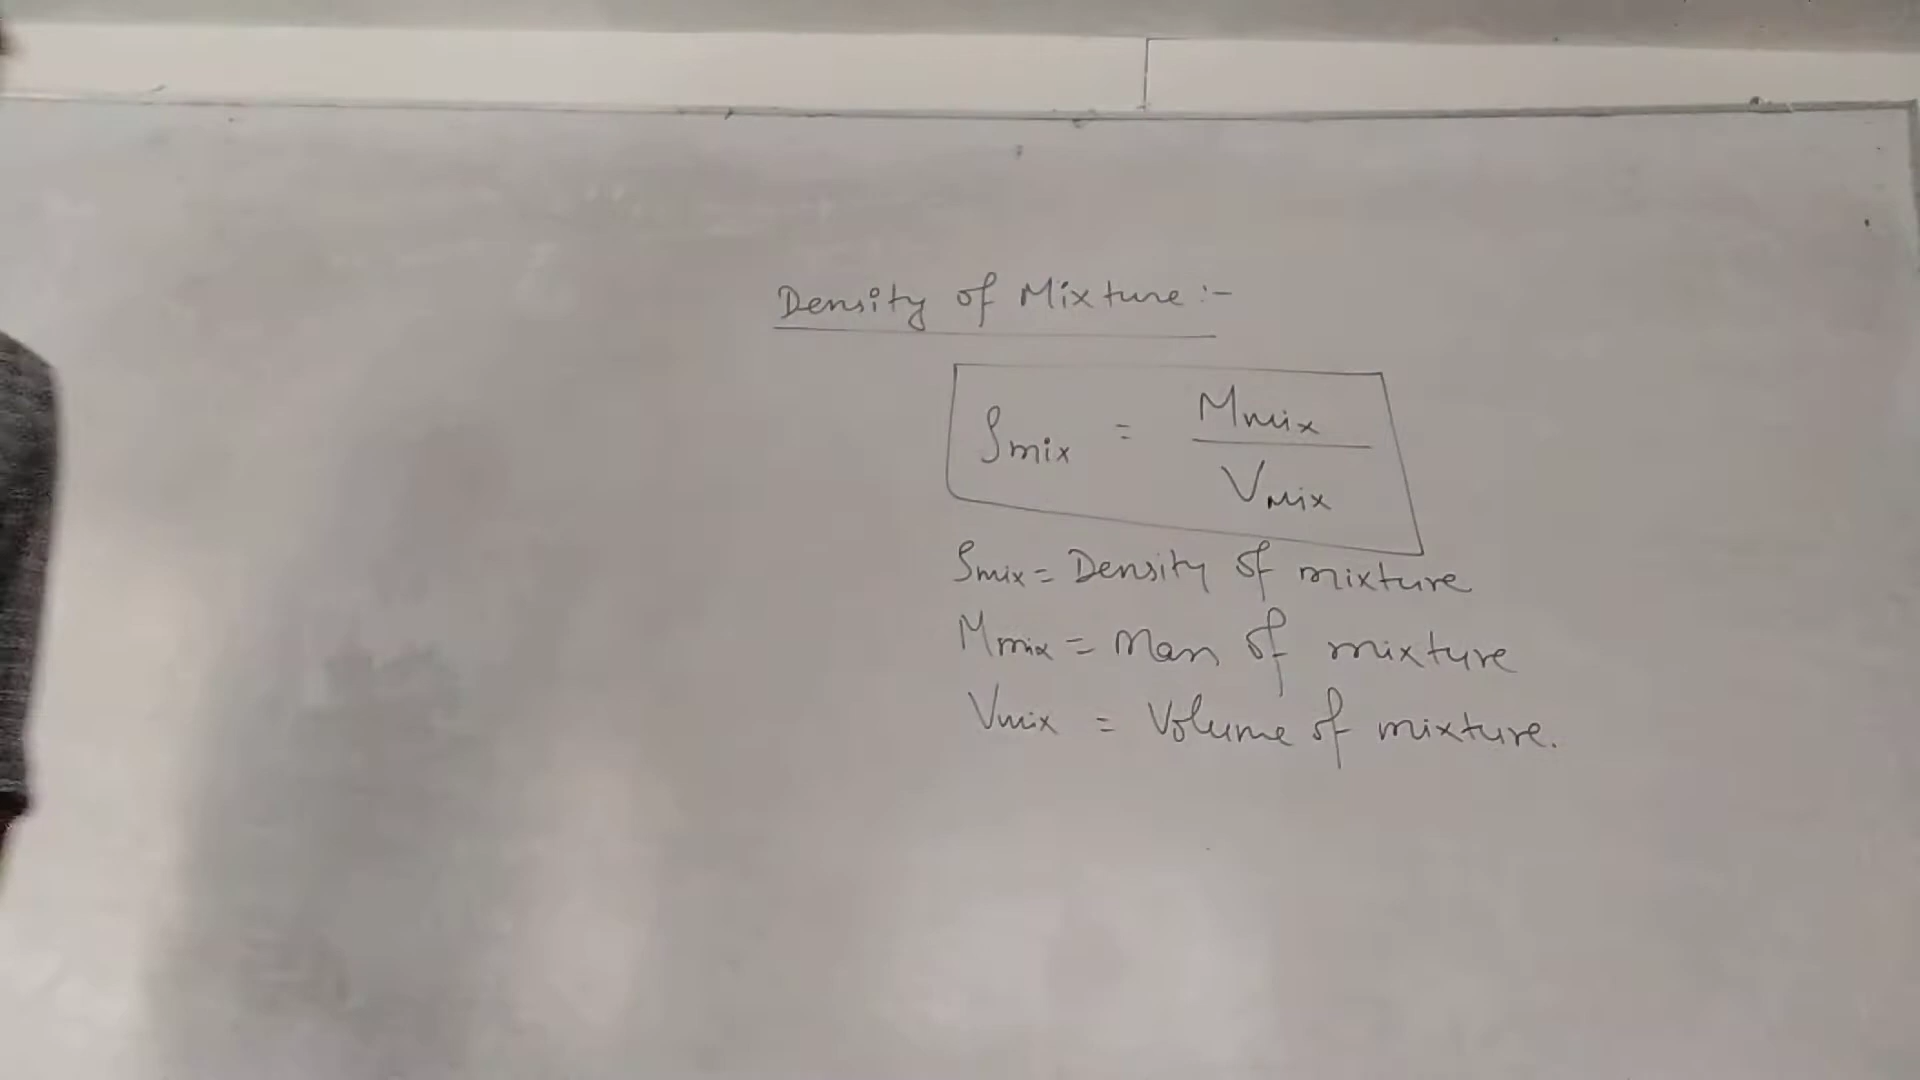 Density of Mixture :-
ρmix = Mmix / Vmix
ρmix = Density of mixture
Mmix = Mass of mixture
Vmix = Volume of mixture.